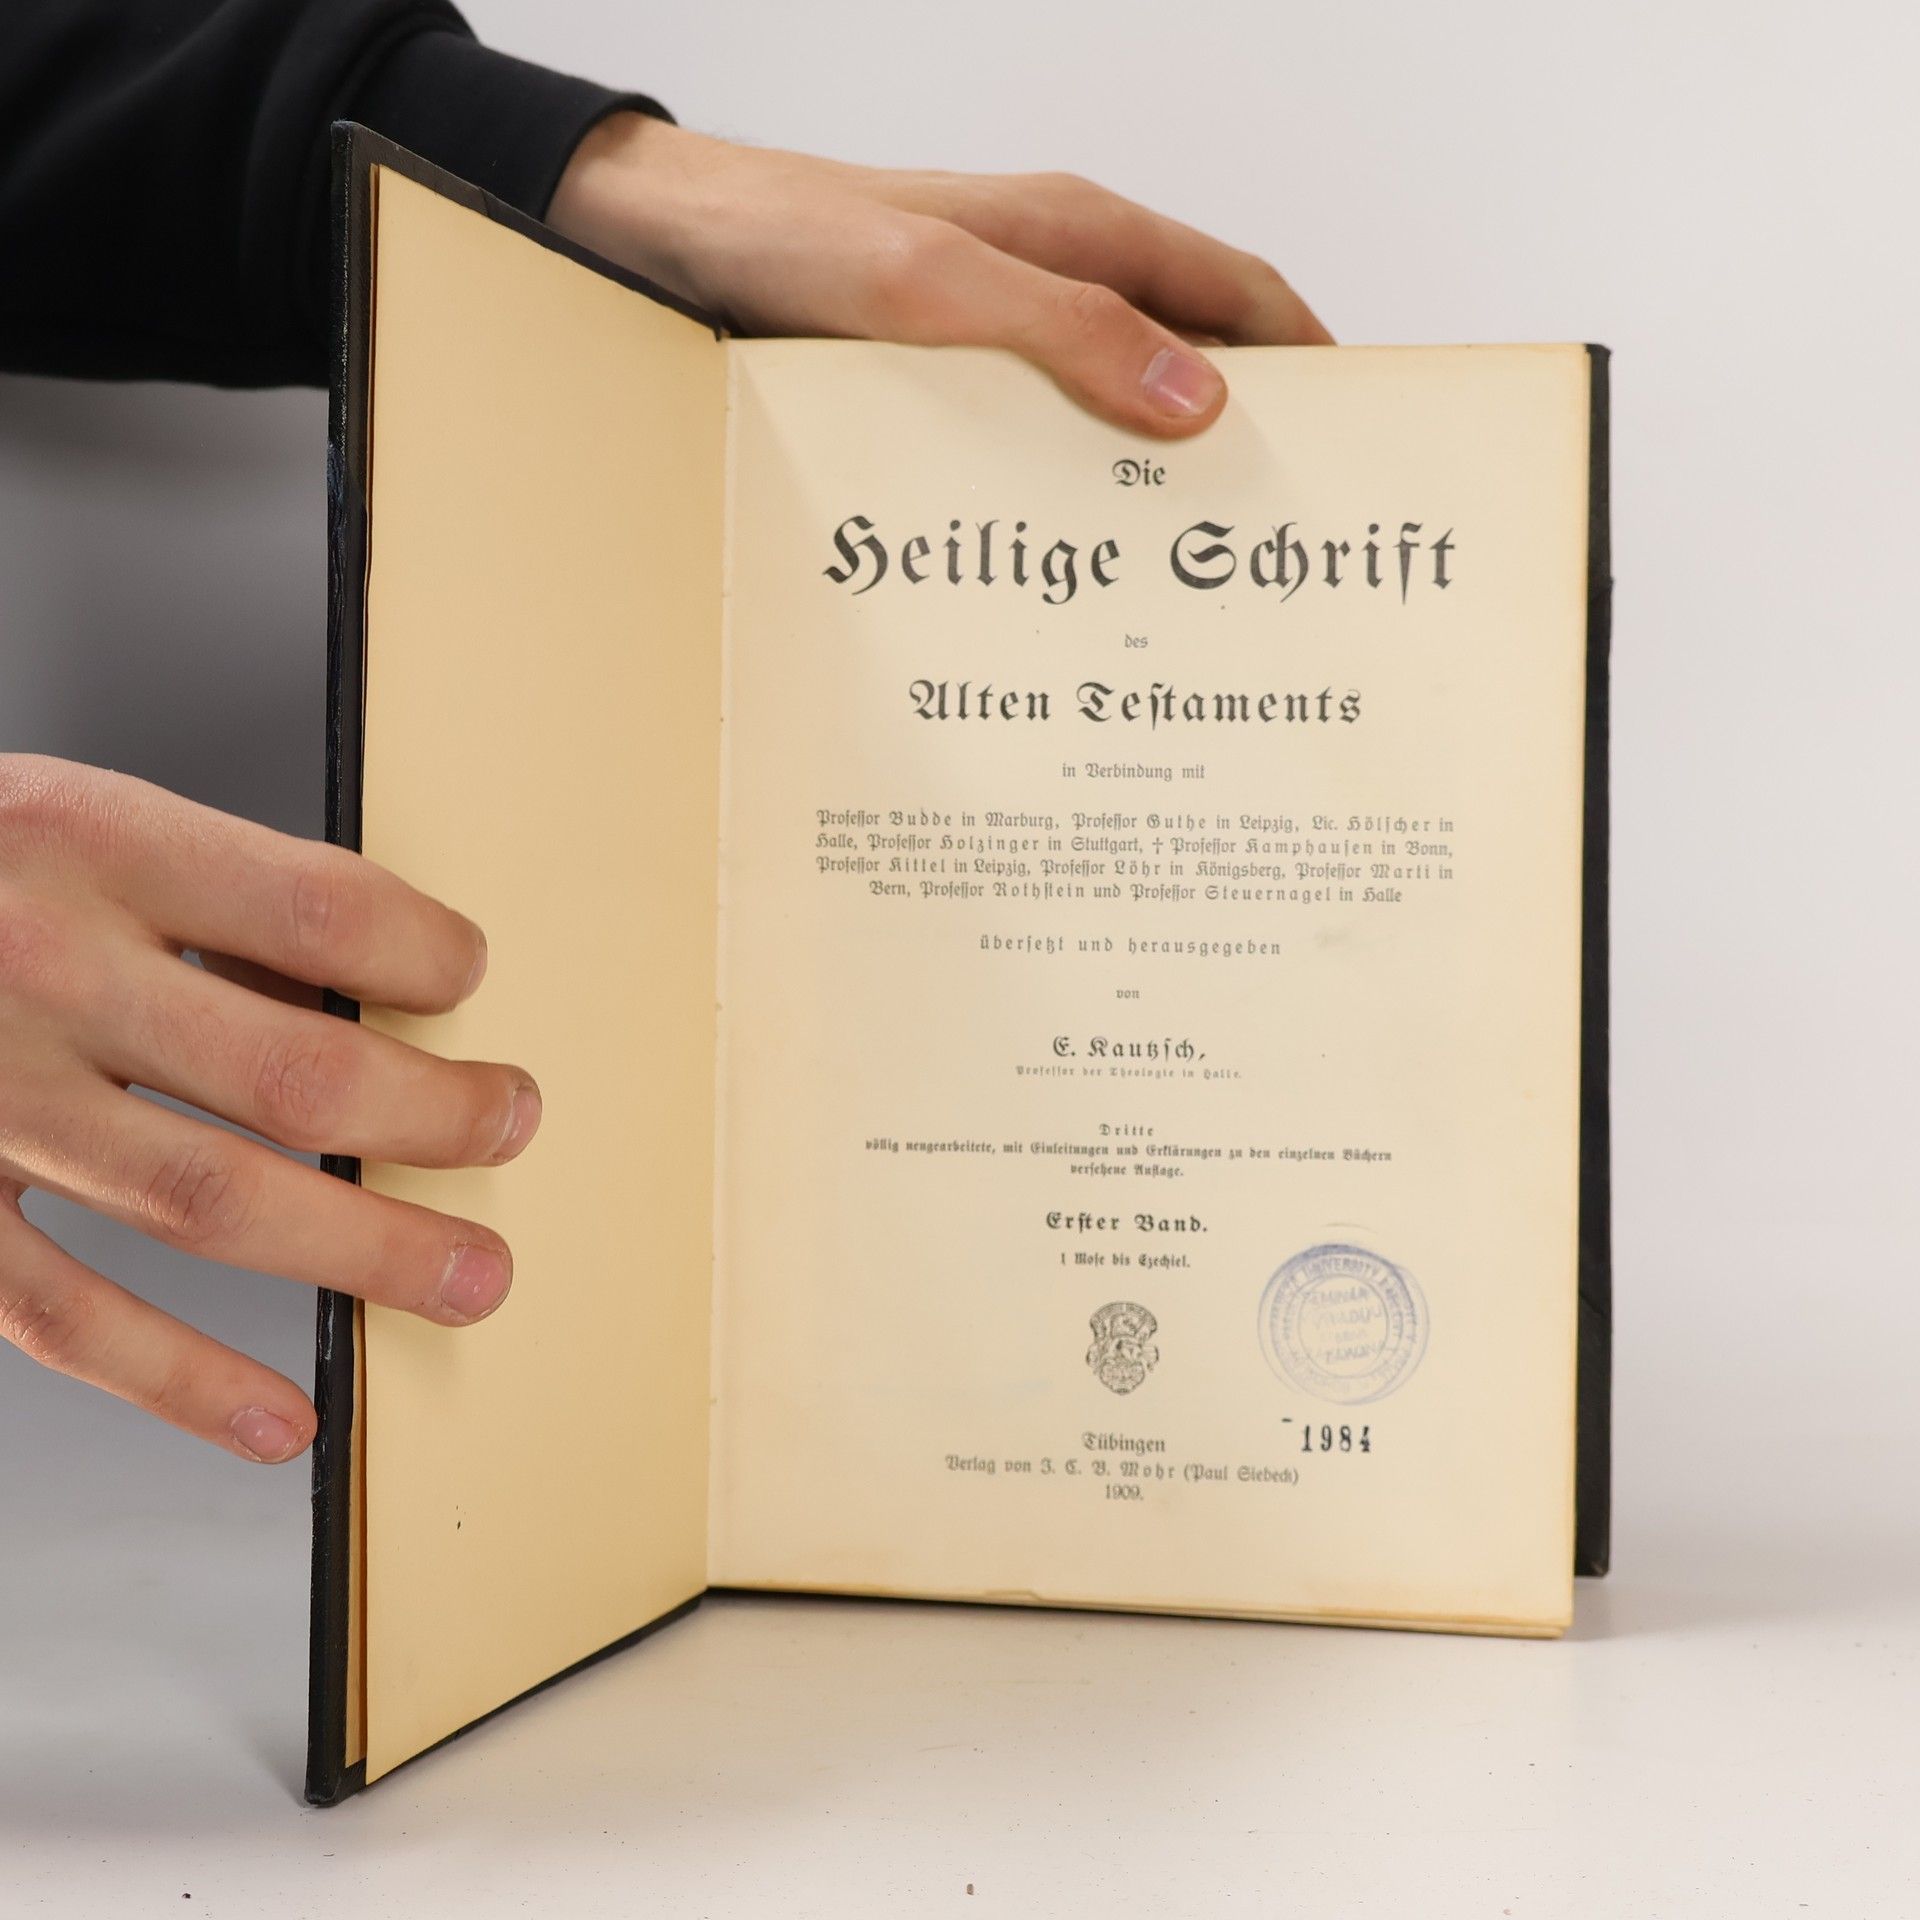 Die
Heilige Schrift
des
Alten Testaments
in Verbindung mit
Professor Budde in Marburg, Professor Guthe in Leipzig, Lic. Hölscher in
Halle, Professor Holzinger in Stuttgart, † Professor Kamphausen in Bonn,
Professor Kittel in Leipzig, Professor Löhr in Königsberg, Professor Marti in
Bern, Professor Rothstein und Professor Steuernagel in Halle
übersetzt und herausgegeben
von
E. Kautzsch,
Professor der Theologie in Halle.
Dritte
völlig neugearbeitete, mit Einleitungen und Erklärungen zu den einzelnen Büchern
versehene Auflage.
Erster Band.
1 Mose bis Ezechiel.
UNIVERSITY
1984
Tübingen
Verlag von J. C. B. Mohr (Paul Siebeck)
1909.